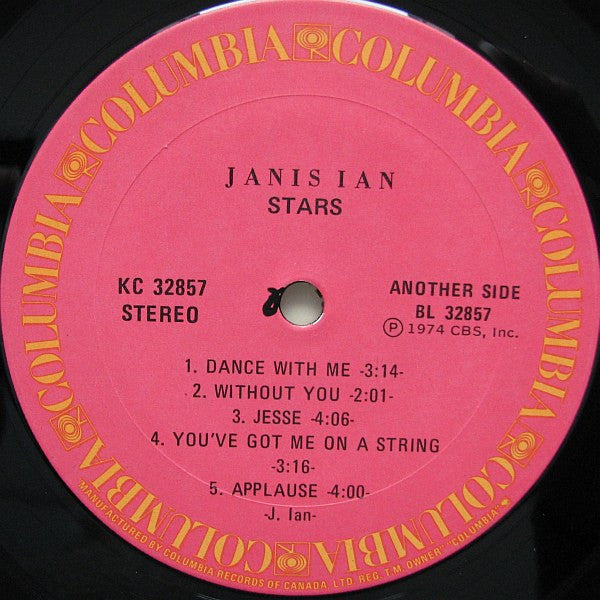 COLUMBIA COLUMBIA COLUMBIA COLUMBIA COLUMBIA COLUMBIA COLUMBIA COLUMBIA
JANIS IAN
STARS
KC 32857
STEREO
ANOTHER SIDE
BL 32857
Ⓟ 1974 CBS, Inc.
1. DANCE WITH ME -3:14-
2. WITHOUT YOU -2:01-
3. JESSE -4:06-
4. YOU'VE GOT ME ON A STRING
-3:16-
5. APPLAUSE -4:00-
-J. Ian-
MANUFACTURED BY COLUMBIA RECORDS OF CANADA, LTD. REG. T.M. OWNER "COLUMBIA"